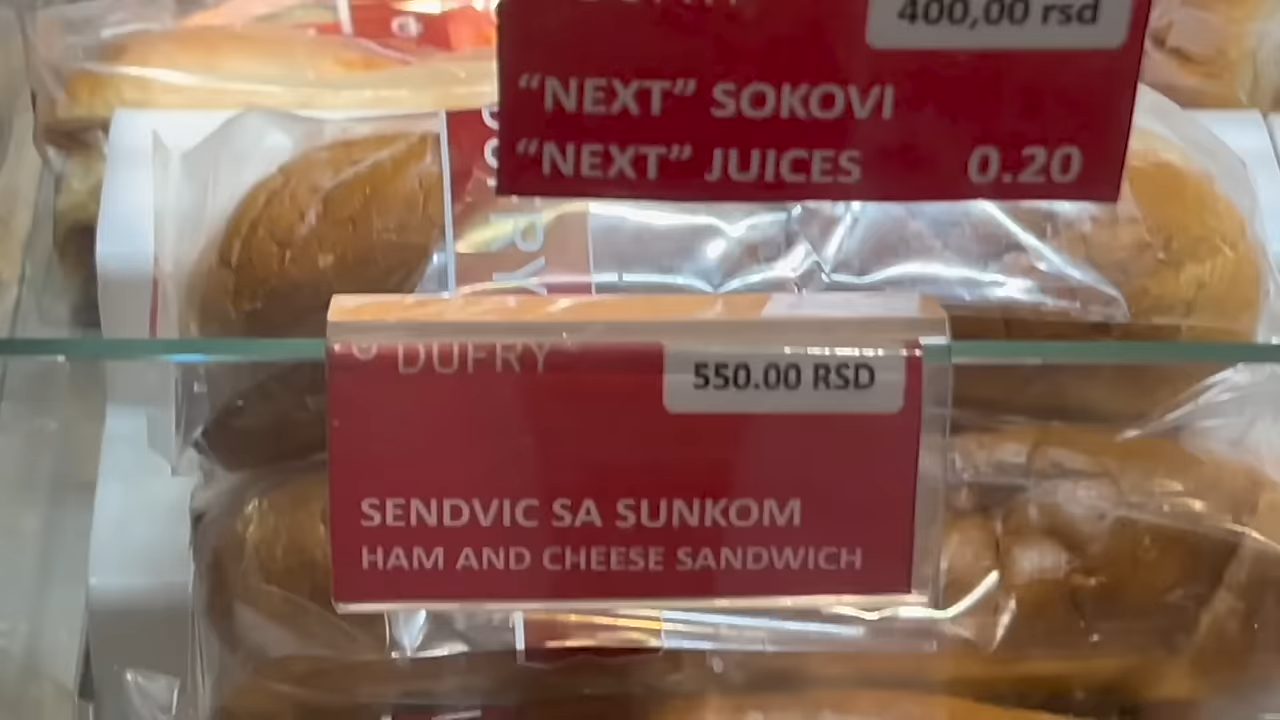 400,00 rsd
“NEXT” SOKOVI
“NEXT” JUICES 0.20
DUFRY
550.00 RSD
SENDVIC SA SUNKOM
HAM AND CHEESE SANDWICH